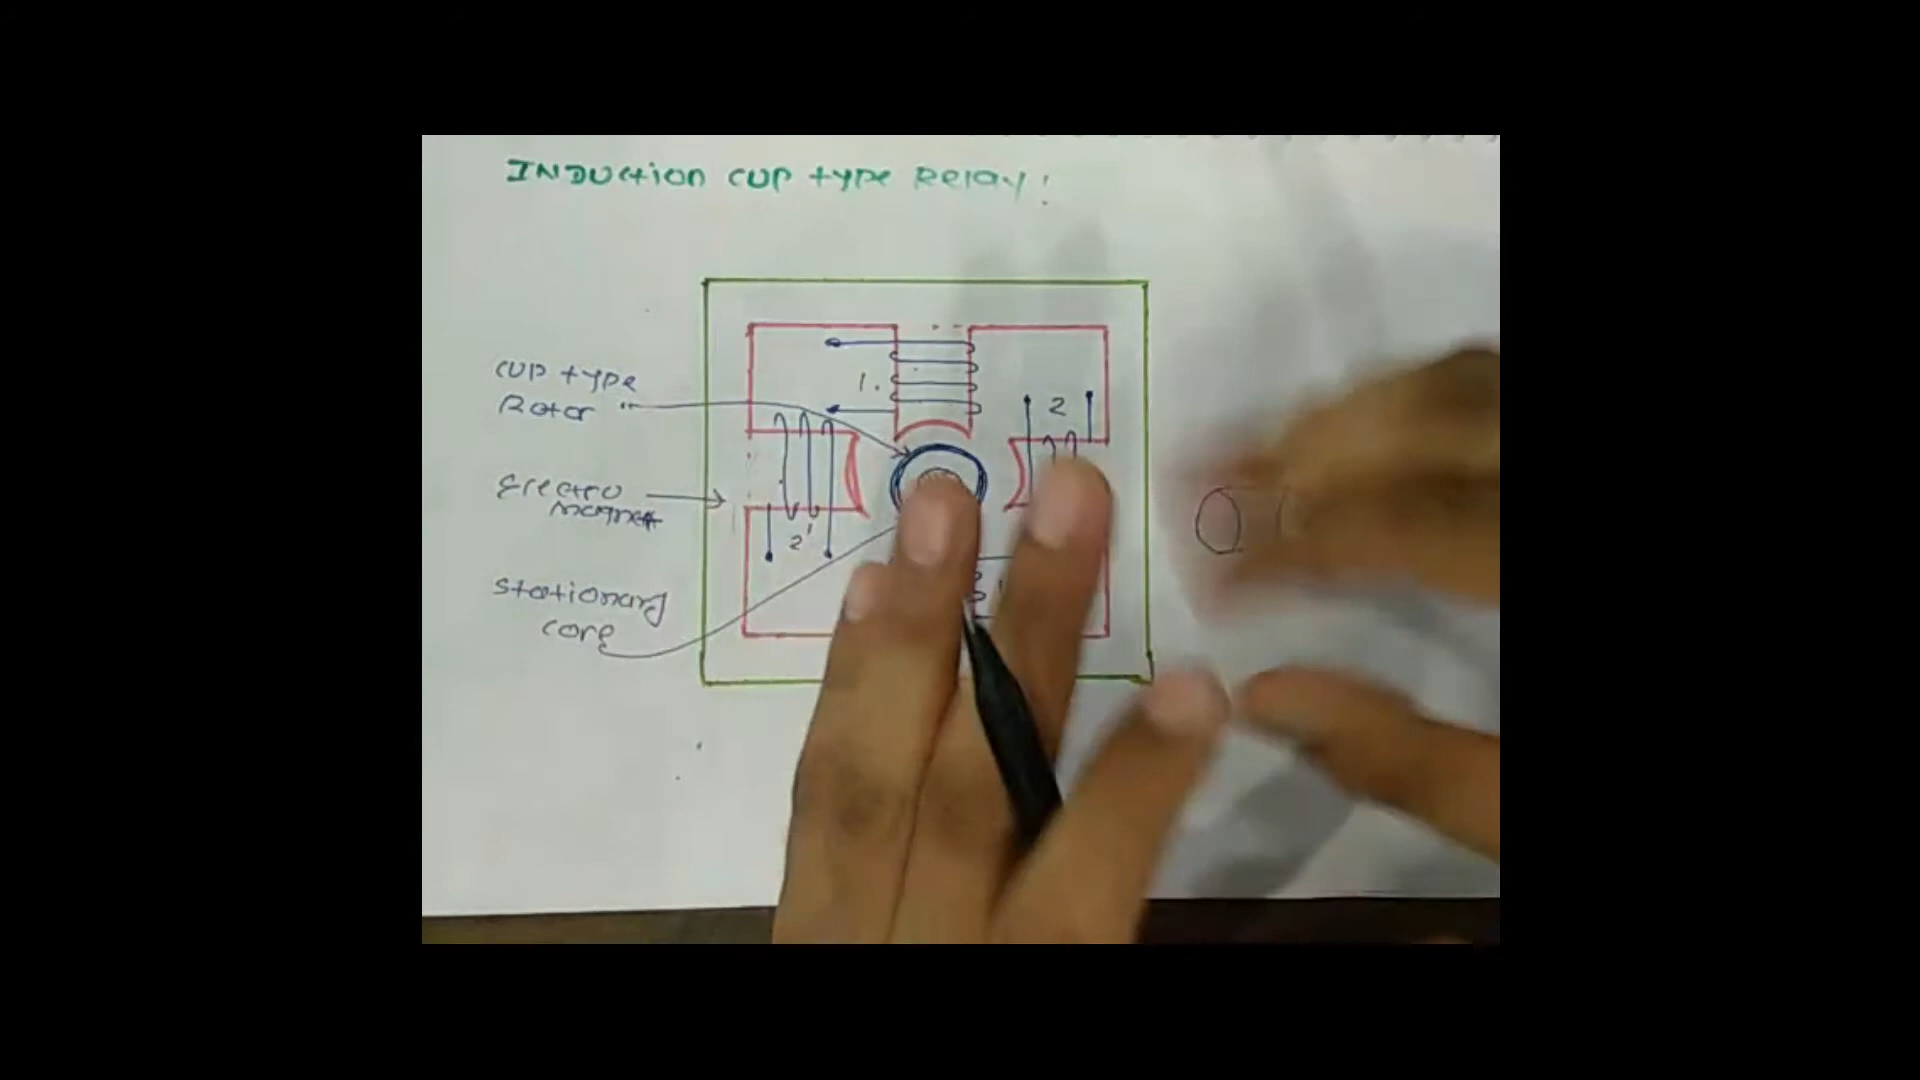 INDUCTION CUP TYPE RELAY!
CUP TYPE
ROTOR
Electro
Magnet
Stationary
core
1.
2
2'